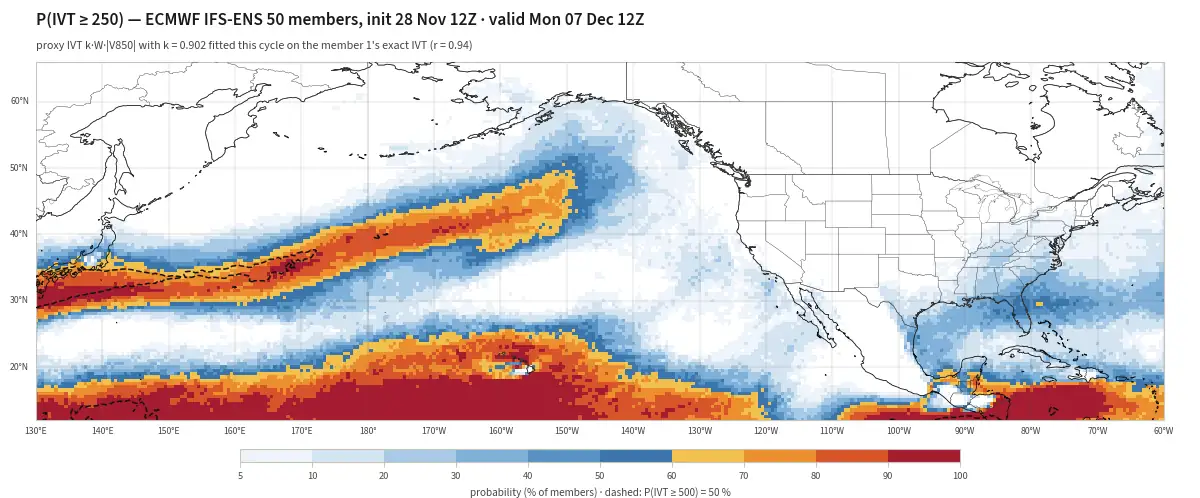 P(IVT ≥ 250) — ECMWF IFS-ENS 50 members, init 28 Nov 12Z · valid Mon 07 Dec 12Z
proxy IVT k·W·|V850| with k = 0.902 fitted this cycle on the member 1's exact IVT (r = 0.94)
60°N
50°N
40°N
30°N
20°N
130°E 140°E 150°E 160°E 170°E 180° 170°W 160°W 150°W 140°W 130°W 120°W 110°W 100°W 90°W 80°W 70°W 60°W
5 10 20 30 40 50 60 70 80 90 100
probability (% of members) · dashed: P(IVT ≥ 500) = 50 %